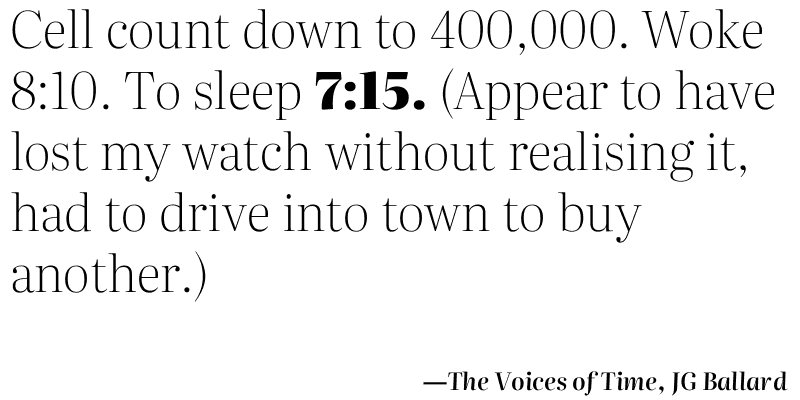 Cell count down to 400,000. Woke
8:10. To sleep 7:15. (Appear to have
lost my watch without realising it,
had to drive into town to buy
another.)
—The Voices of Time, JG Ballard